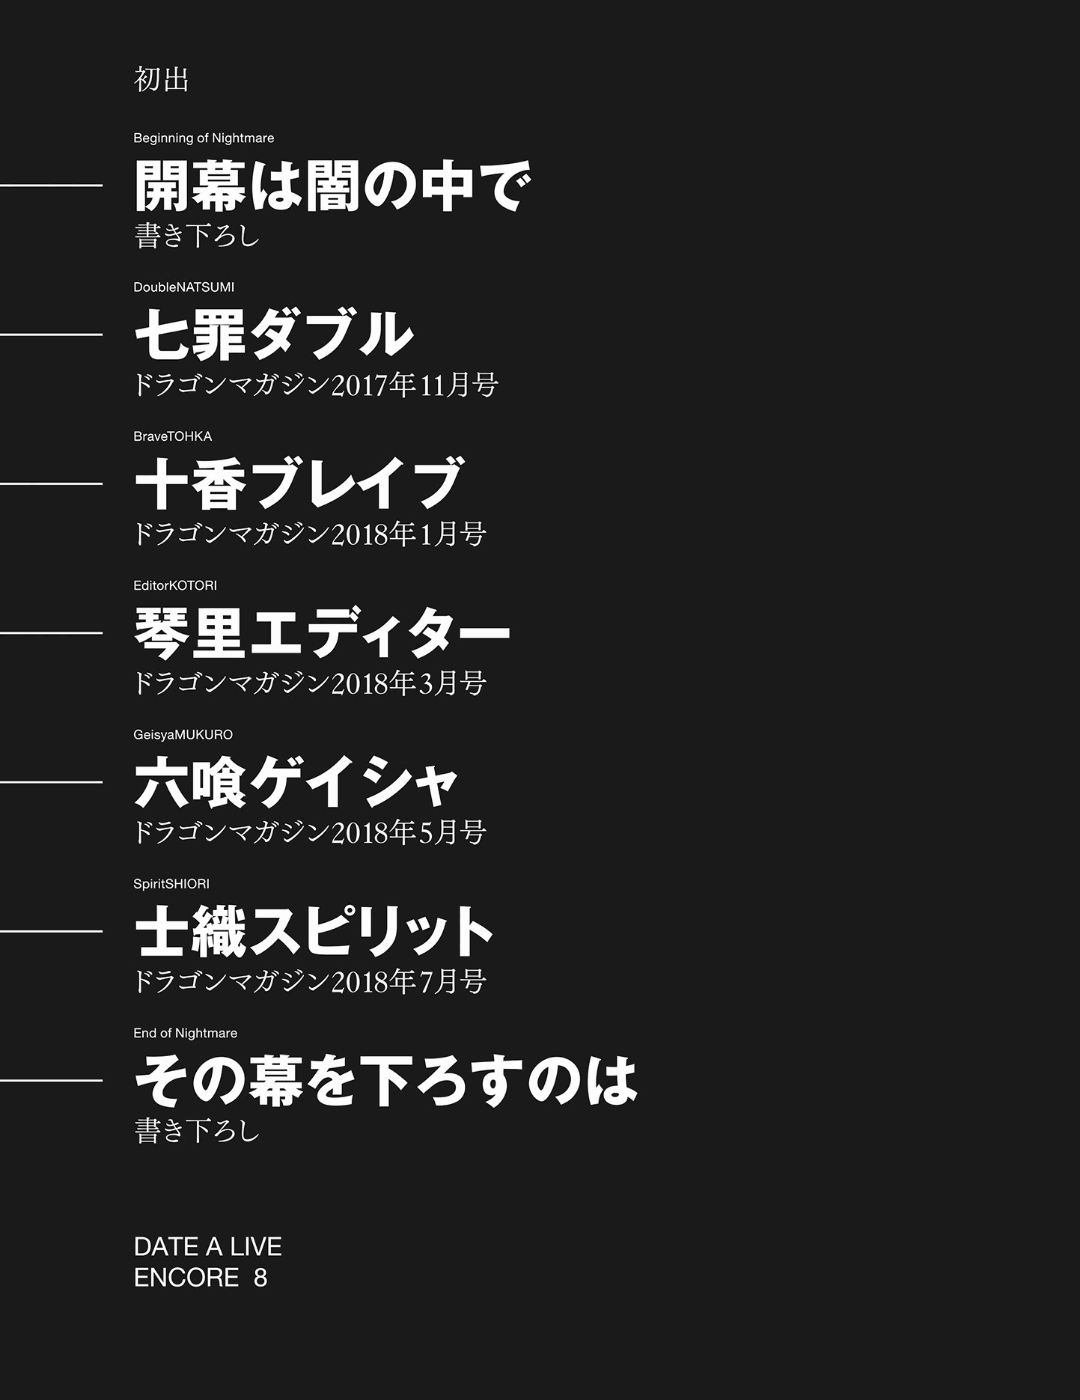 初出
Beginning of Nightmare
開幕は闇の中で
書き下ろし
DoubleNATSUMI
七罪ダブル
ドラゴンマガジン2017年11月号
BraveTOHKA
十香ブレイブ
ドラゴンマガジン2018年1月号
EditorKOTORI
琴里エディター
ドラゴンマガジン2018年3月号
GeisyaMUKURO
六喰ゲイシャ
ドラゴンマガジン2018年5月号
SpiritSHIORI
士織スピリット
ドラゴンマガジン2018年7月号
End of Nightmare
その幕を下ろすのは
書き下ろし
DATE A LIVE
ENCORE 8